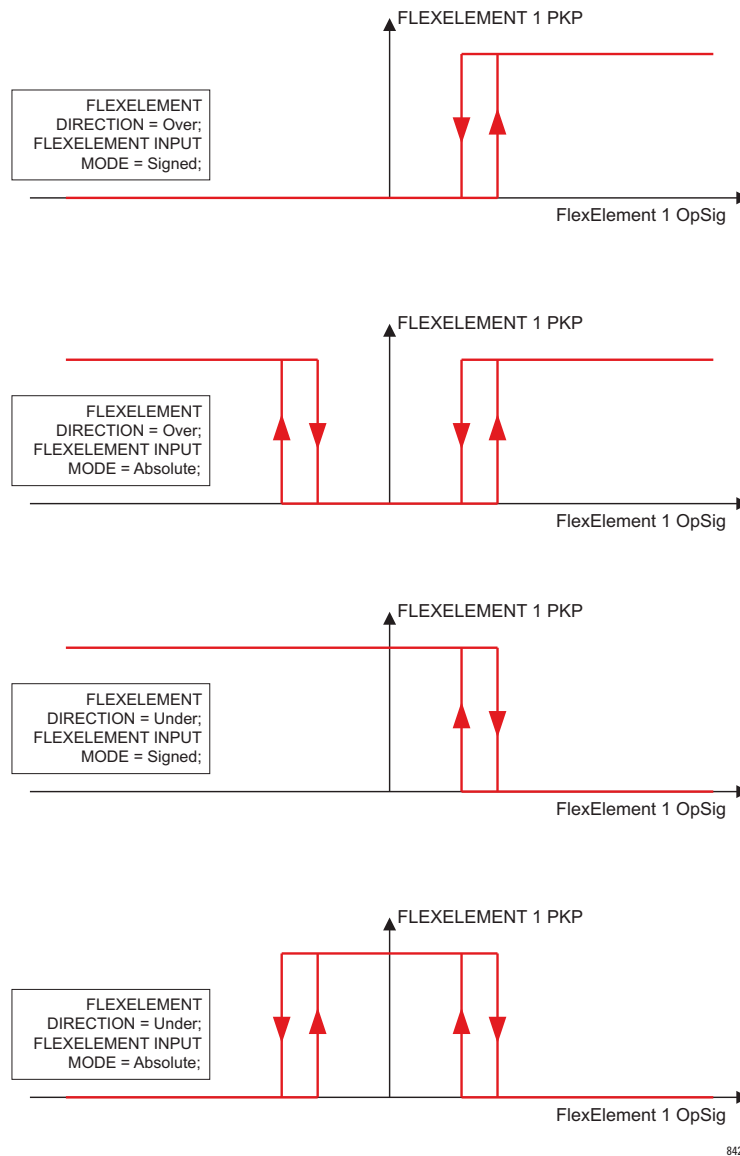 FLEXELEMENT 1 PKP
FLEXELEMENT
DIRECTION = Over;
FLEXELEMENT INPUT
MODE = Signed;
FlexElement 1 OpSig
FLEXELEMENT 1 PKP
FLEXELEMENT
DIRECTION = Over;
FLEXELEMENT INPUT
MODE = Absolute;
FlexElement 1 OpSig
FLEXELEMENT 1 PKP
FLEXELEMENT
DIRECTION = Under;
FLEXELEMENT INPUT
MODE = Signed;
FlexElement 1 OpSig
FLEXELEMENT 1 PKP
FLEXELEMENT
DIRECTION = Under;
FLEXELEMENT INPUT
MODE = Absolute;
FlexElement 1 OpSig
842